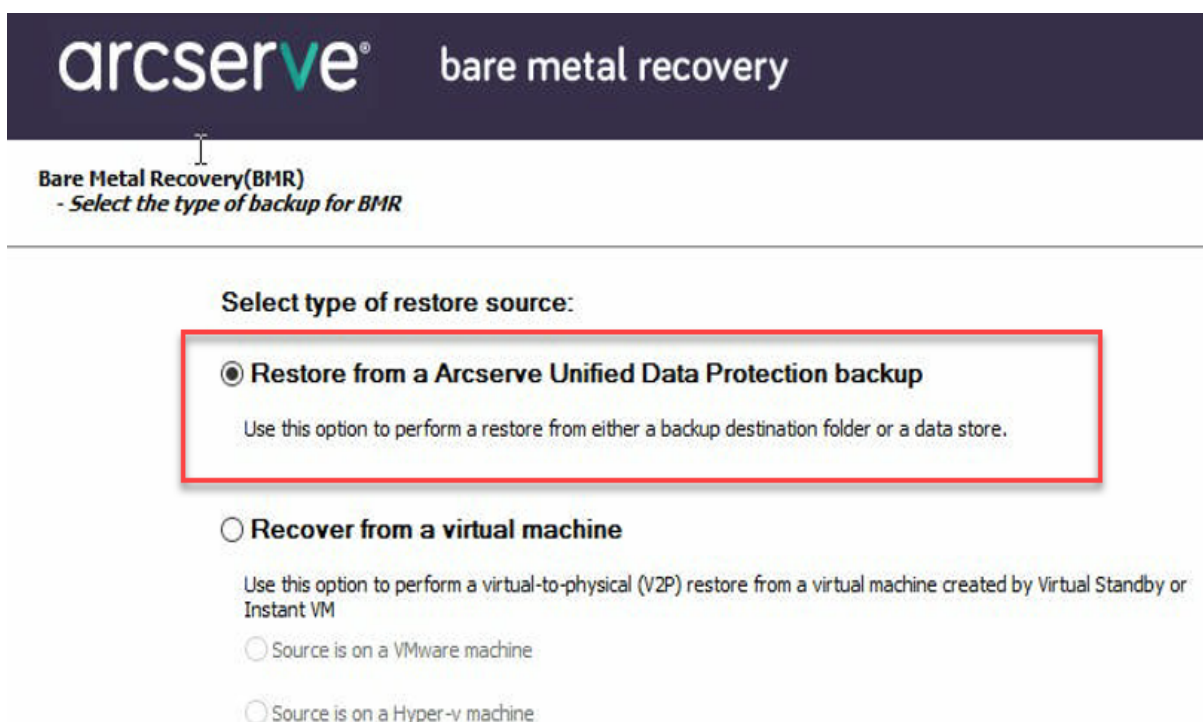 arcserve® bare metal recovery
Bare Metal Recovery(BMR)
- Select the type of backup for BMR
Select type of restore source:
Restore from a Arcserve Unified Data Protection backup
Use this option to perform a restore from either a backup destination folder or a data store.
Recover from a virtual machine
Use this option to perform a virtual-to-physical (V2P) restore from a virtual machine created by Virtual Standby or
Instant VM
Source is on a VMware machine
Source is on a Hyper-v machine